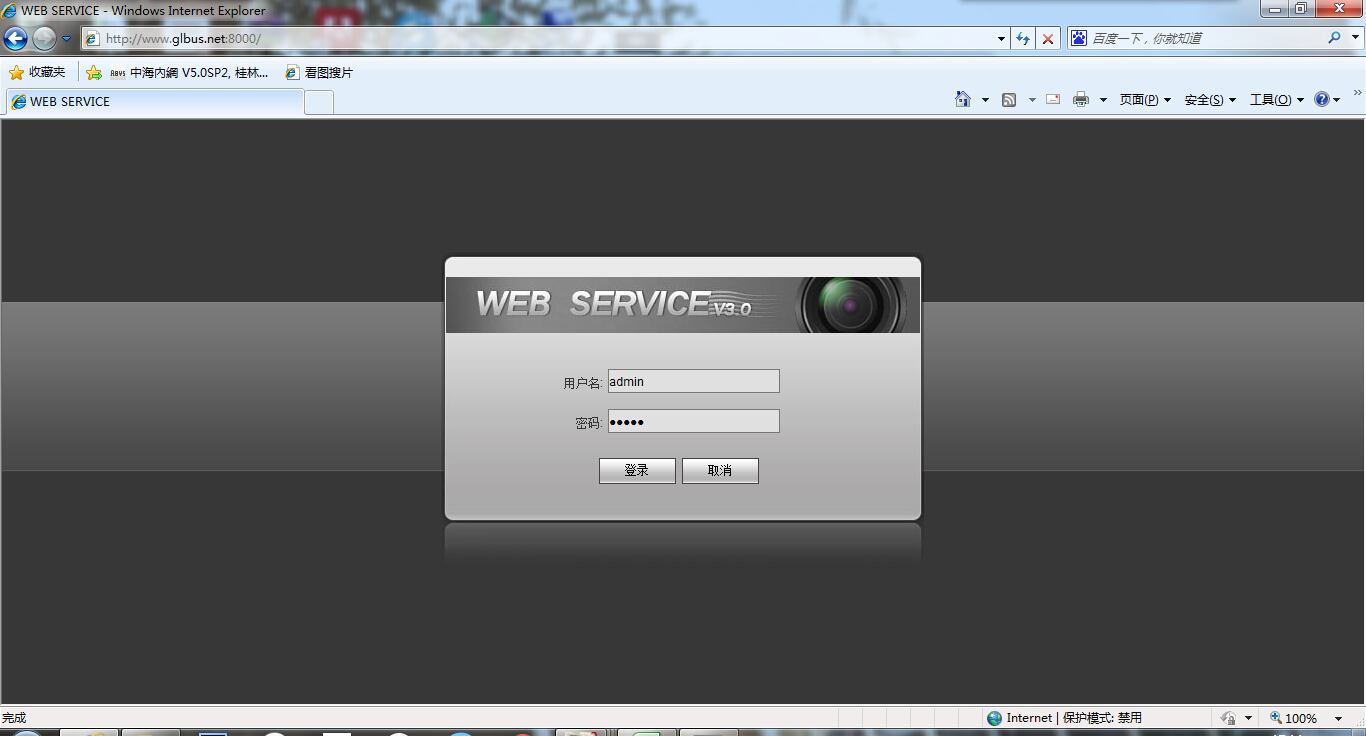 WEB SERVICE - Windows Internet Explorer
http://www.glbus.net:8000/
百度一下，你就知道
收藏夹
RBVS 中海内網 V5.0SP2, 桂林...
看图搜片
WEB SERVICE
页面(P)
安全(S)
工具(O)
WEB SERVICE V3.0
用户名: admin
密码: •••••
登录 取消
完成
Internet | 保护模式: 禁用
100%